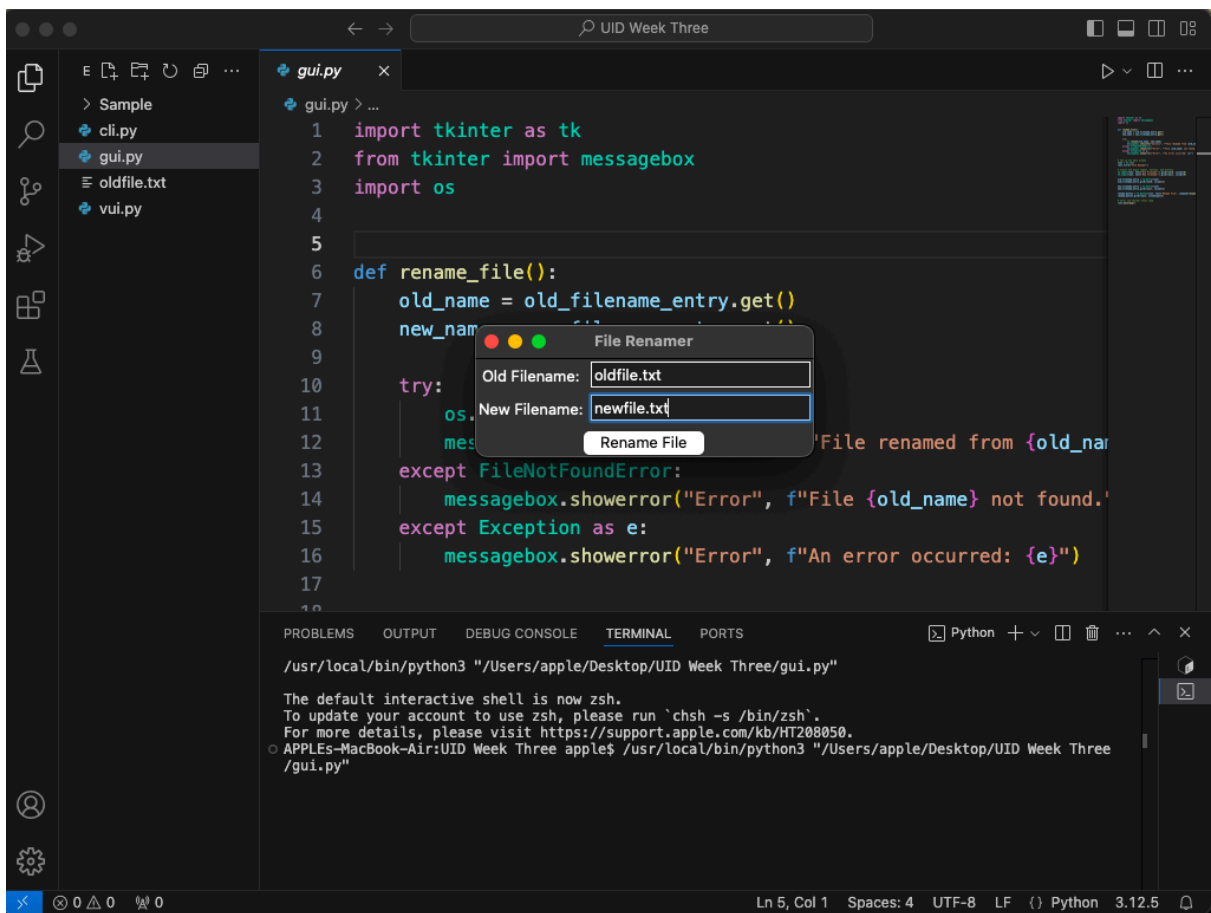 UID Week Three
E
gui.py
Sample
cli.py
gui.py
oldfile.txt
vui.py
gui.py > ...
1 import tkinter as tk
2 from tkinter import messagebox
3 import os
4
5
6 def rename_file():
7 old_name = old_filename_entry.get()
8 new_nam
9
10 try:
11 os.
12 mes "File renamed from {old_nam
13 except FileNotFoundError:
14 messagebox.showerror("Error", f"File {old_name} not found."
15 except Exception as e:
16 messagebox.showerror("Error", f"An error occurred: {e}")
17
18
File Renamer
Old Filename: oldfile.txt
New Filename: newfile.txt
Rename File
PROBLEMS OUTPUT DEBUG CONSOLE TERMINAL PORTS
Python
/usr/local/bin/python3 "/Users/apple/Desktop/UID Week Three/gui.py"
The default interactive shell is now zsh.
To update your account to use zsh, please run `chsh -s /bin/zsh`.
For more details, please visit https://support.apple.com/kb/HT208050.
APPLEs-MacBook-Air:UID Week Three apple$ /usr/local/bin/python3 "/Users/apple/Desktop/UID Week Three
/gui.py"
0 0 0
Ln 5, Col 1 Spaces: 4 UTF-8 LF {} Python 3.12.5